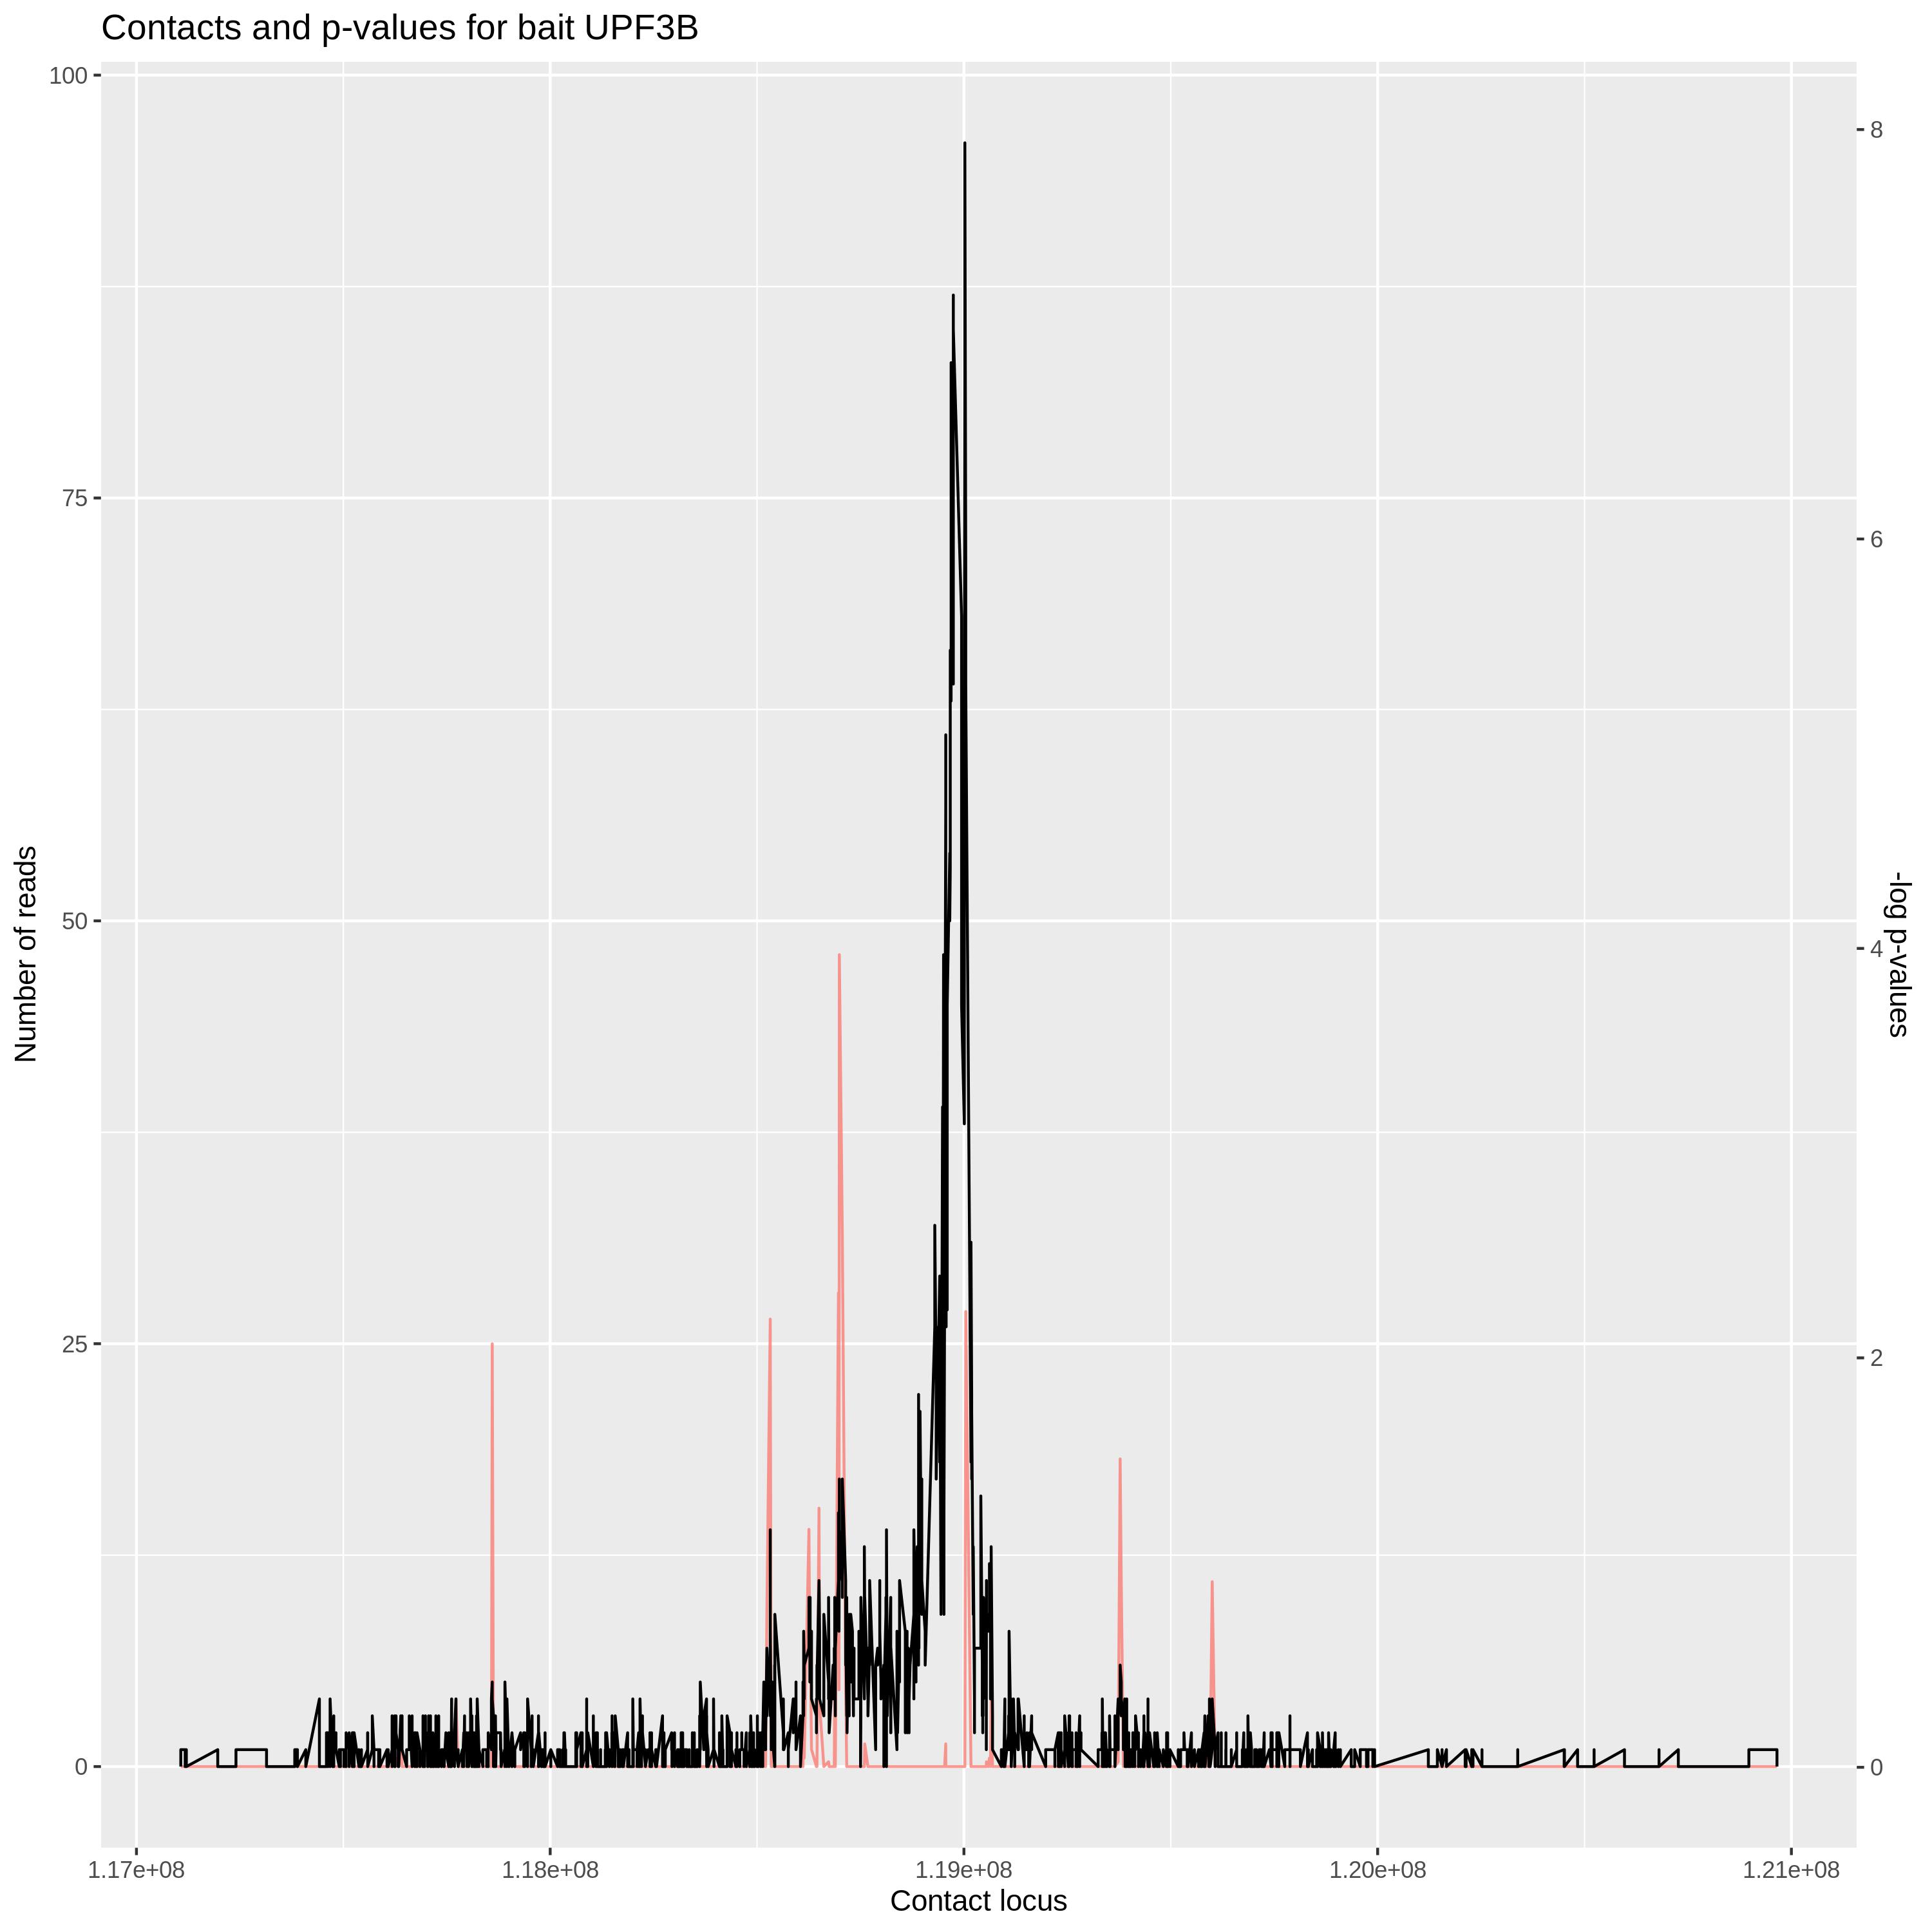 Contacts and p-values for bait UPF3B
100
75
50
25
0
Number of reads
8
6
4
2
0
-log p-values
1.17e+08
1.18e+08
1.19e+08
1.20e+08
1.21e+08
Contact locus